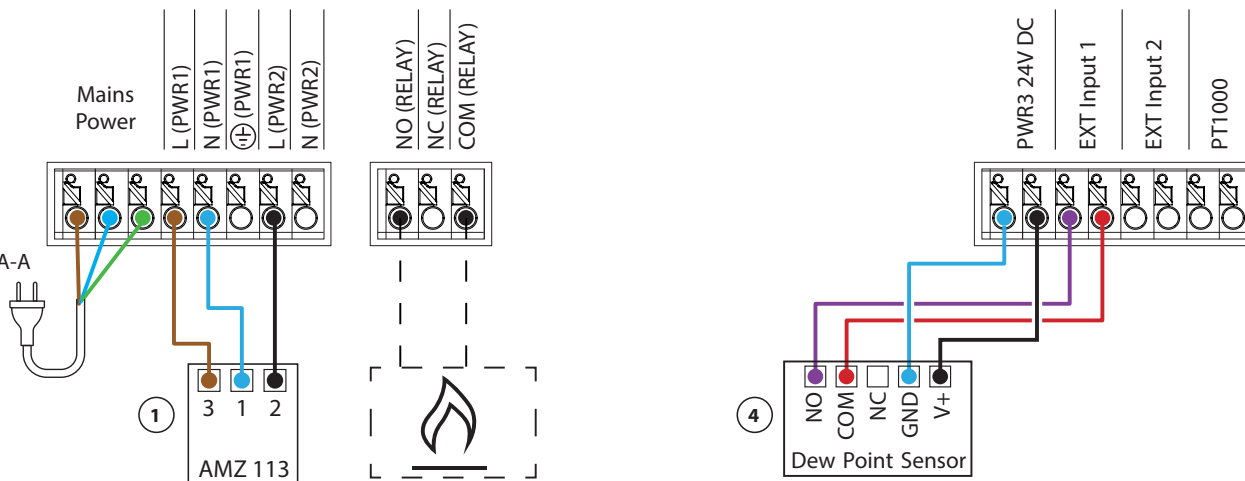 Mains
Power
L (PWR1)
N (PWR1)
(PWR1)
L (PWR2)
N (PWR2)
NO (RELAY)
NC (RELAY)
COM (RELAY)
PWR3 24V DC
EXT Input 1
EXT Input 2
PT1000
A-A
3 1 2
1
AMZ 113
4
NO
COM
NC
GND
V+
Dew Point Sensor